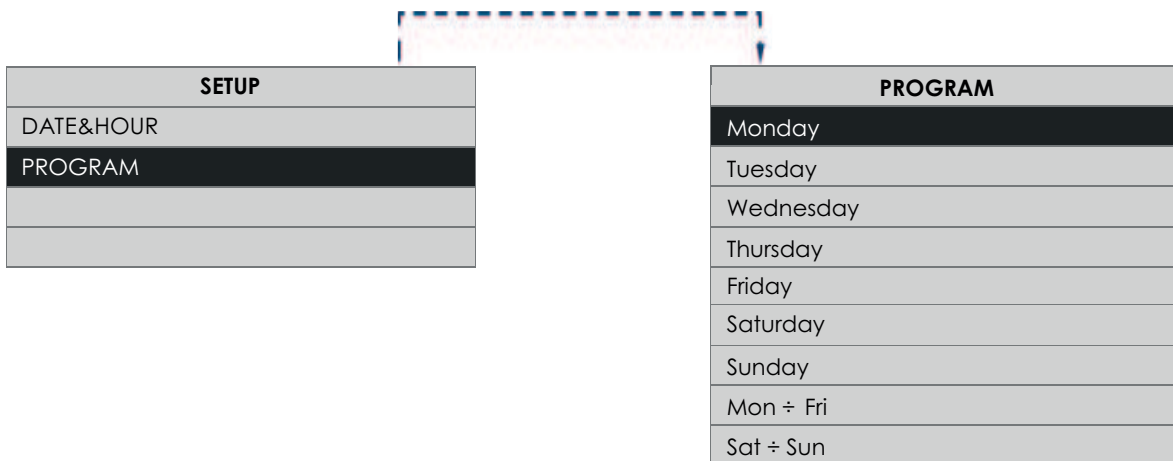 SETUP
DATE&HOUR
PROGRAM
PROGRAM
Monday
Tuesday
Wednesday
Thursday
Friday
Saturday
Sunday
Mon ÷ Fri
Sat ÷ Sun